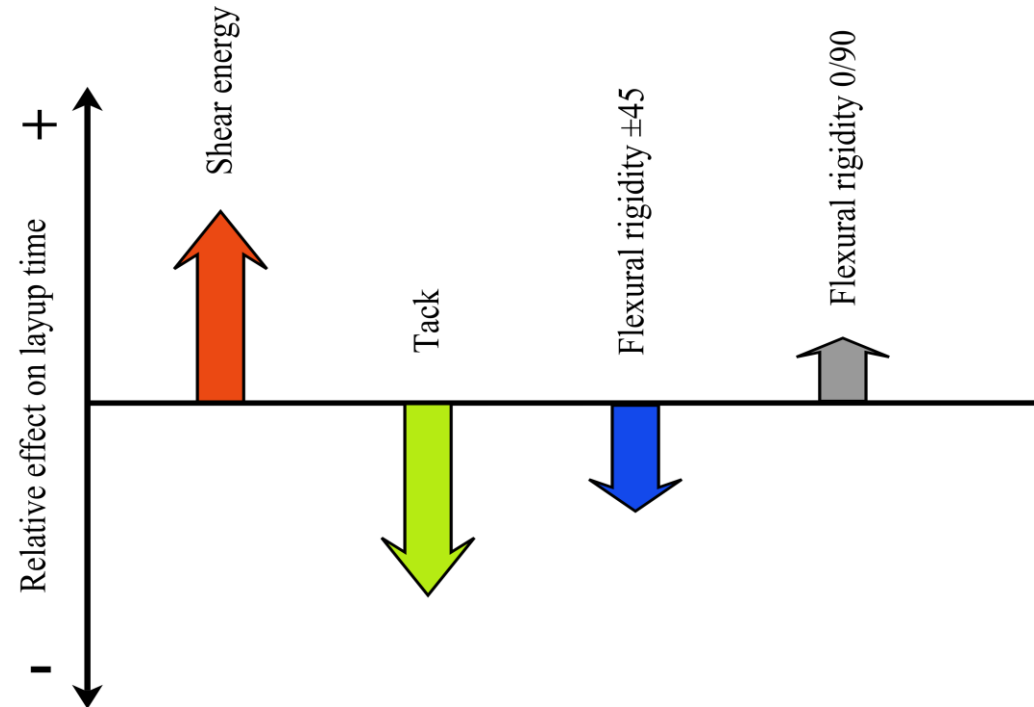 +
Relative effect on layup time
-
Shear energy
Tack
Flexural rigidity ±45
Flexural rigidity 0/90